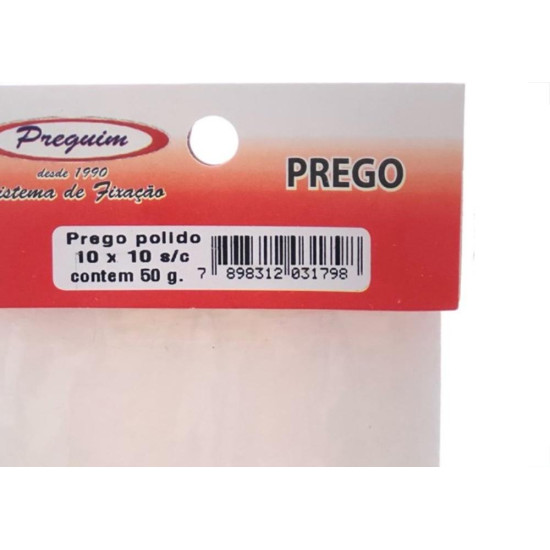 Preguim
desde 1990
istema de Fixação
PREGO
Prego polido
10 x 10 s/c
contem 50 g.
7 898312 031798